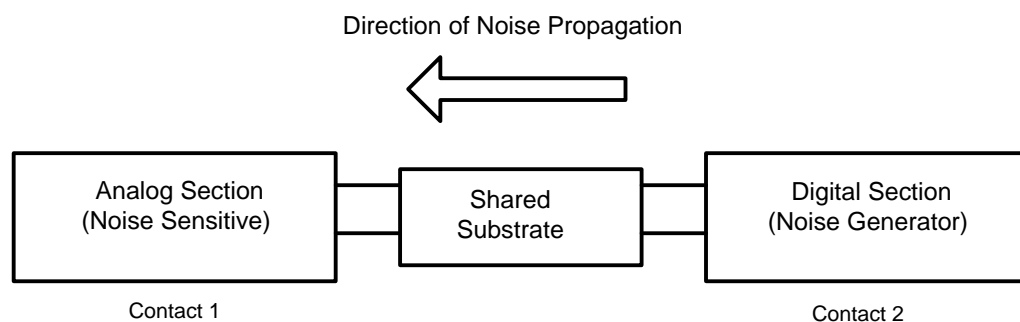 Direction of Noise Propagation
Analog Section
(Noise Sensitive)
Shared
Substrate
Digital Section
(Noise Generator)
Contact 1
Contact 2